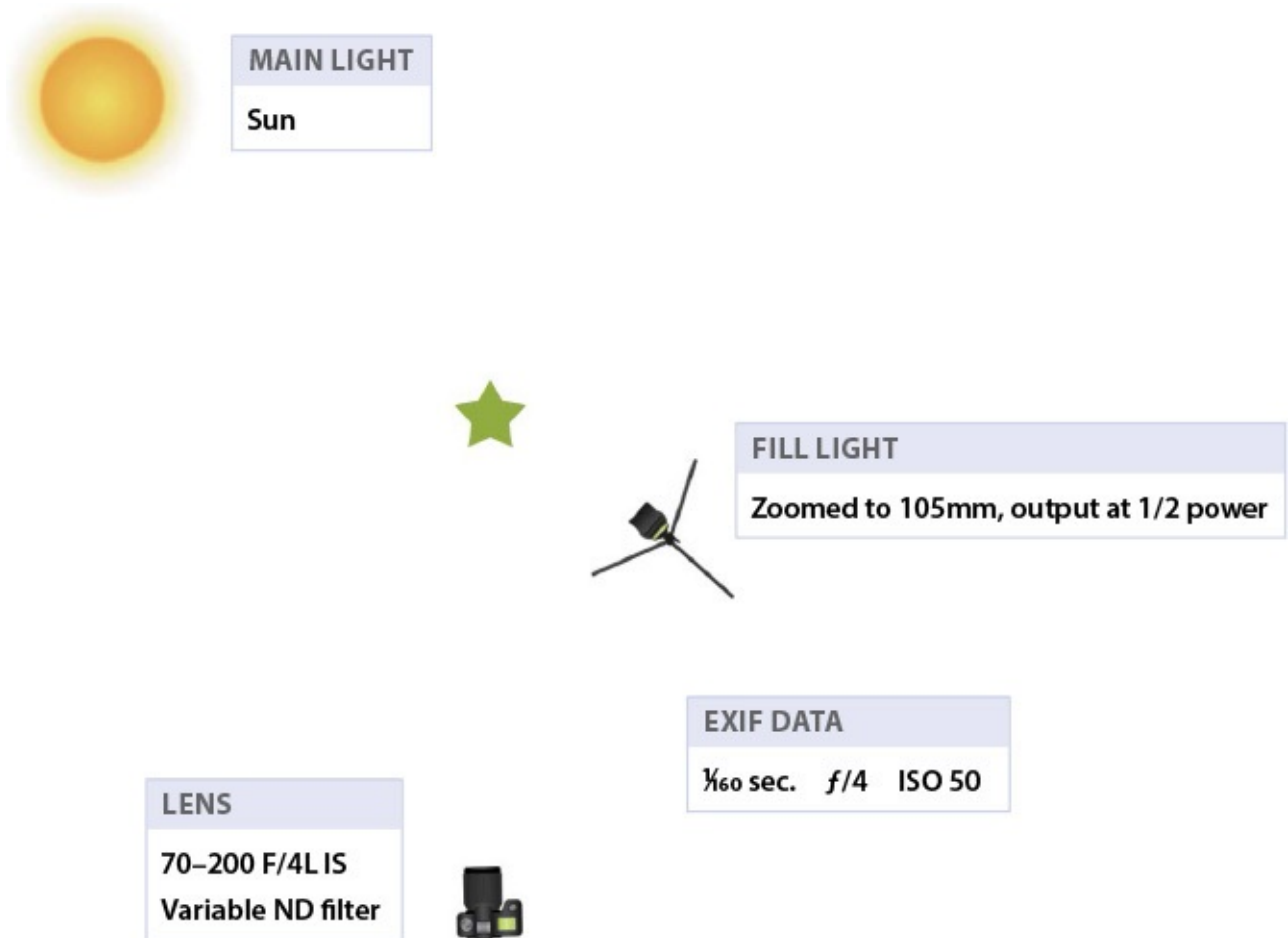 MAIN LIGHT
Sun
FILL LIGHT
Zoomed to 105mm, output at 1/2 power
EXIF DATA
1/160 sec. ƒ/4 ISO 50
LENS
70–200 F/4L IS
Variable ND filter